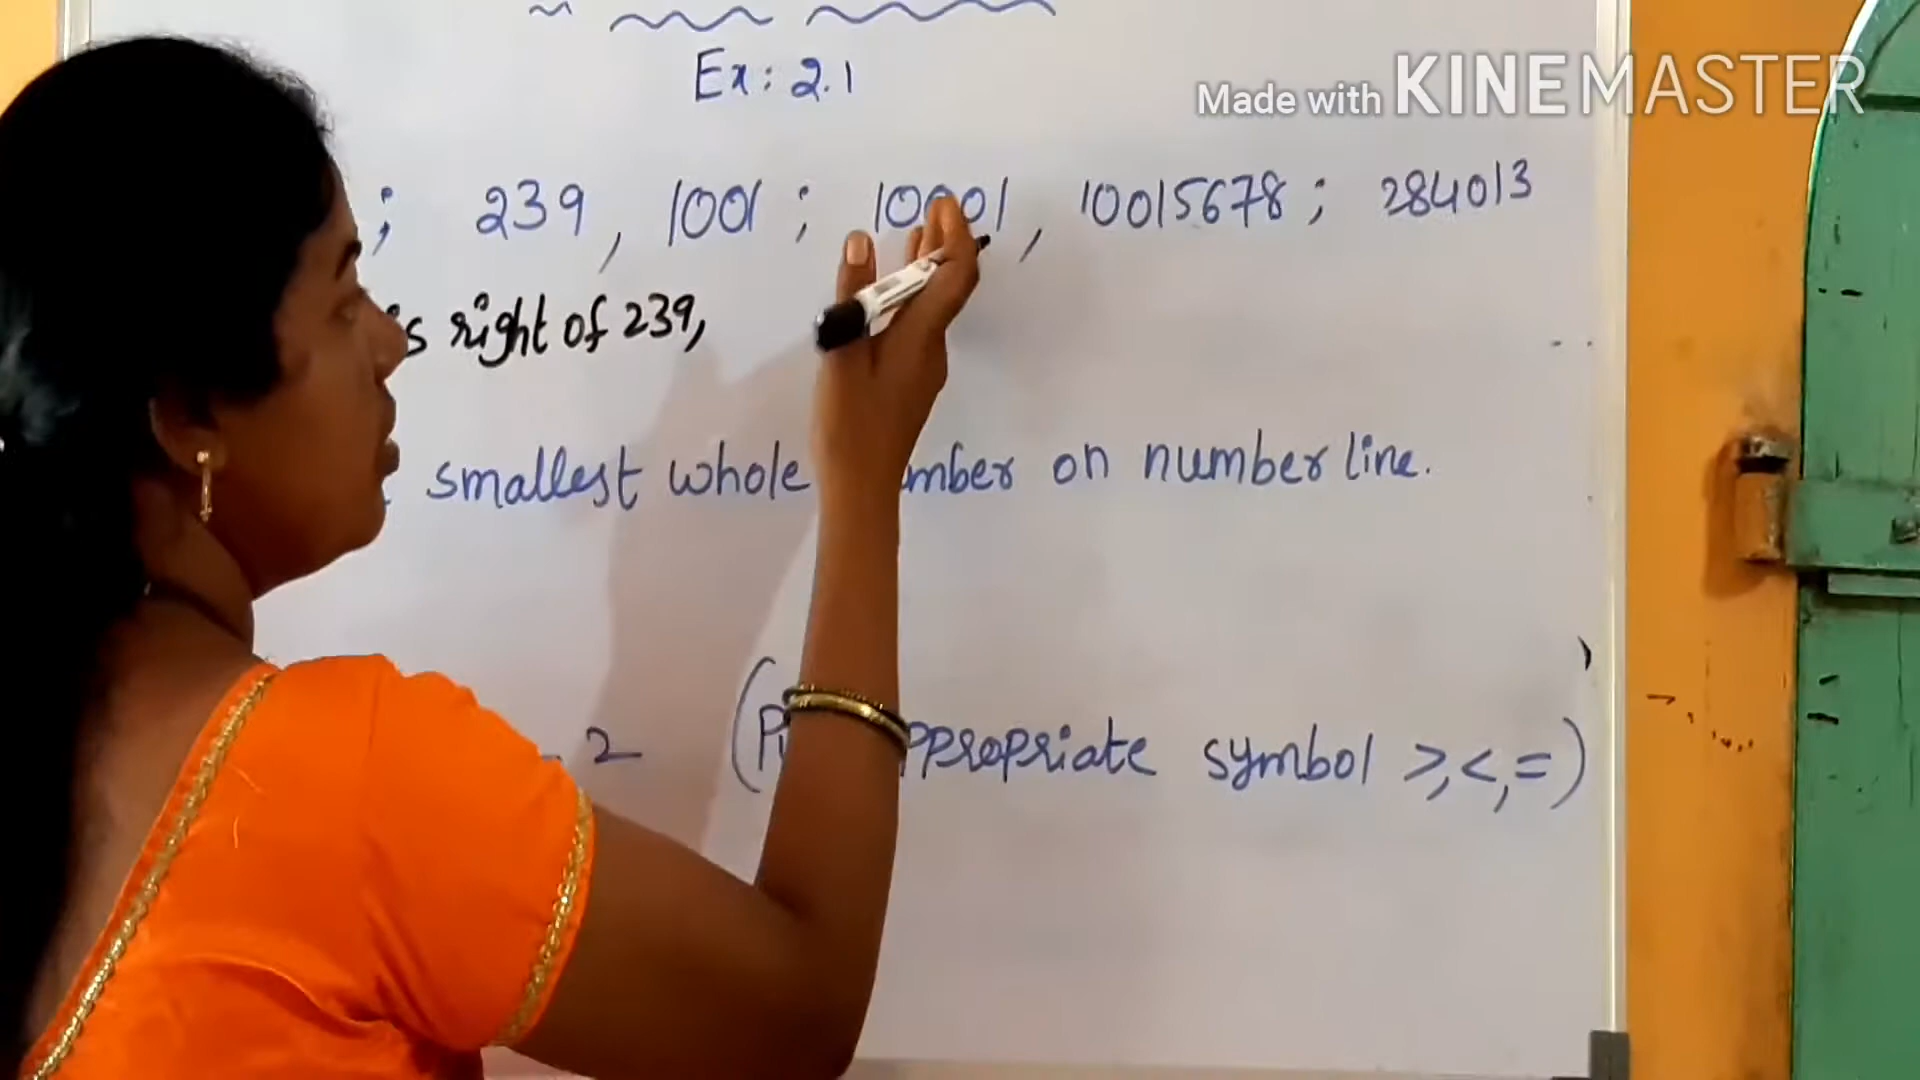 Ex: 2.1
Made with KINEMASTER
; 239, 1001 ; 10001, 10015678 ; 284013
is right of 239,
smallest whole number on number line.
2 (Put appropriate symbol >, <, =)